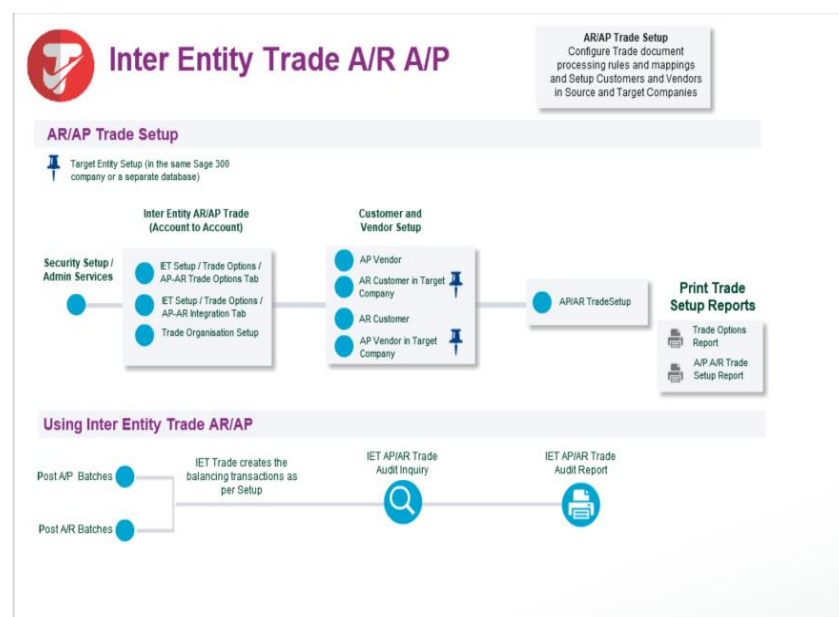 Inter Entity Trade A/R A/P
AR/AP Trade Setup
Configure Trade document
processing rules and mappings
and Setup Customers and Vendors
in Source and Target Companies
AR/AP Trade Setup
Target Entity Setup (in the same Sage 300
company or a separate database)
Inter Entity AR/AP Trade
(Account to Account)
Customer and
Vendor Setup
Security Setup /
Admin Services
IET Setup / Trade Options /
AP-AR Trade Options Tab
IET Setup / Trade Options /
AP-AR Integration Tab
Trade Organisation Setup
AP Vendor
AR Customer in Target
Company
AR Customer
AP Vendor in Target
Company
AP/AR TradeSetup
Print Trade
Setup Reports
Trade Options
Report
A/P A/R Trade
Setup Report
Using Inter Entity Trade AR/AP
Post A/P Batches
Post A/R Batches
IET Trade creates the
balancing transactions as
per Setup
IET AP/AR Trade
Audit Inquiry
IET AP/AR Trade
Audit Report